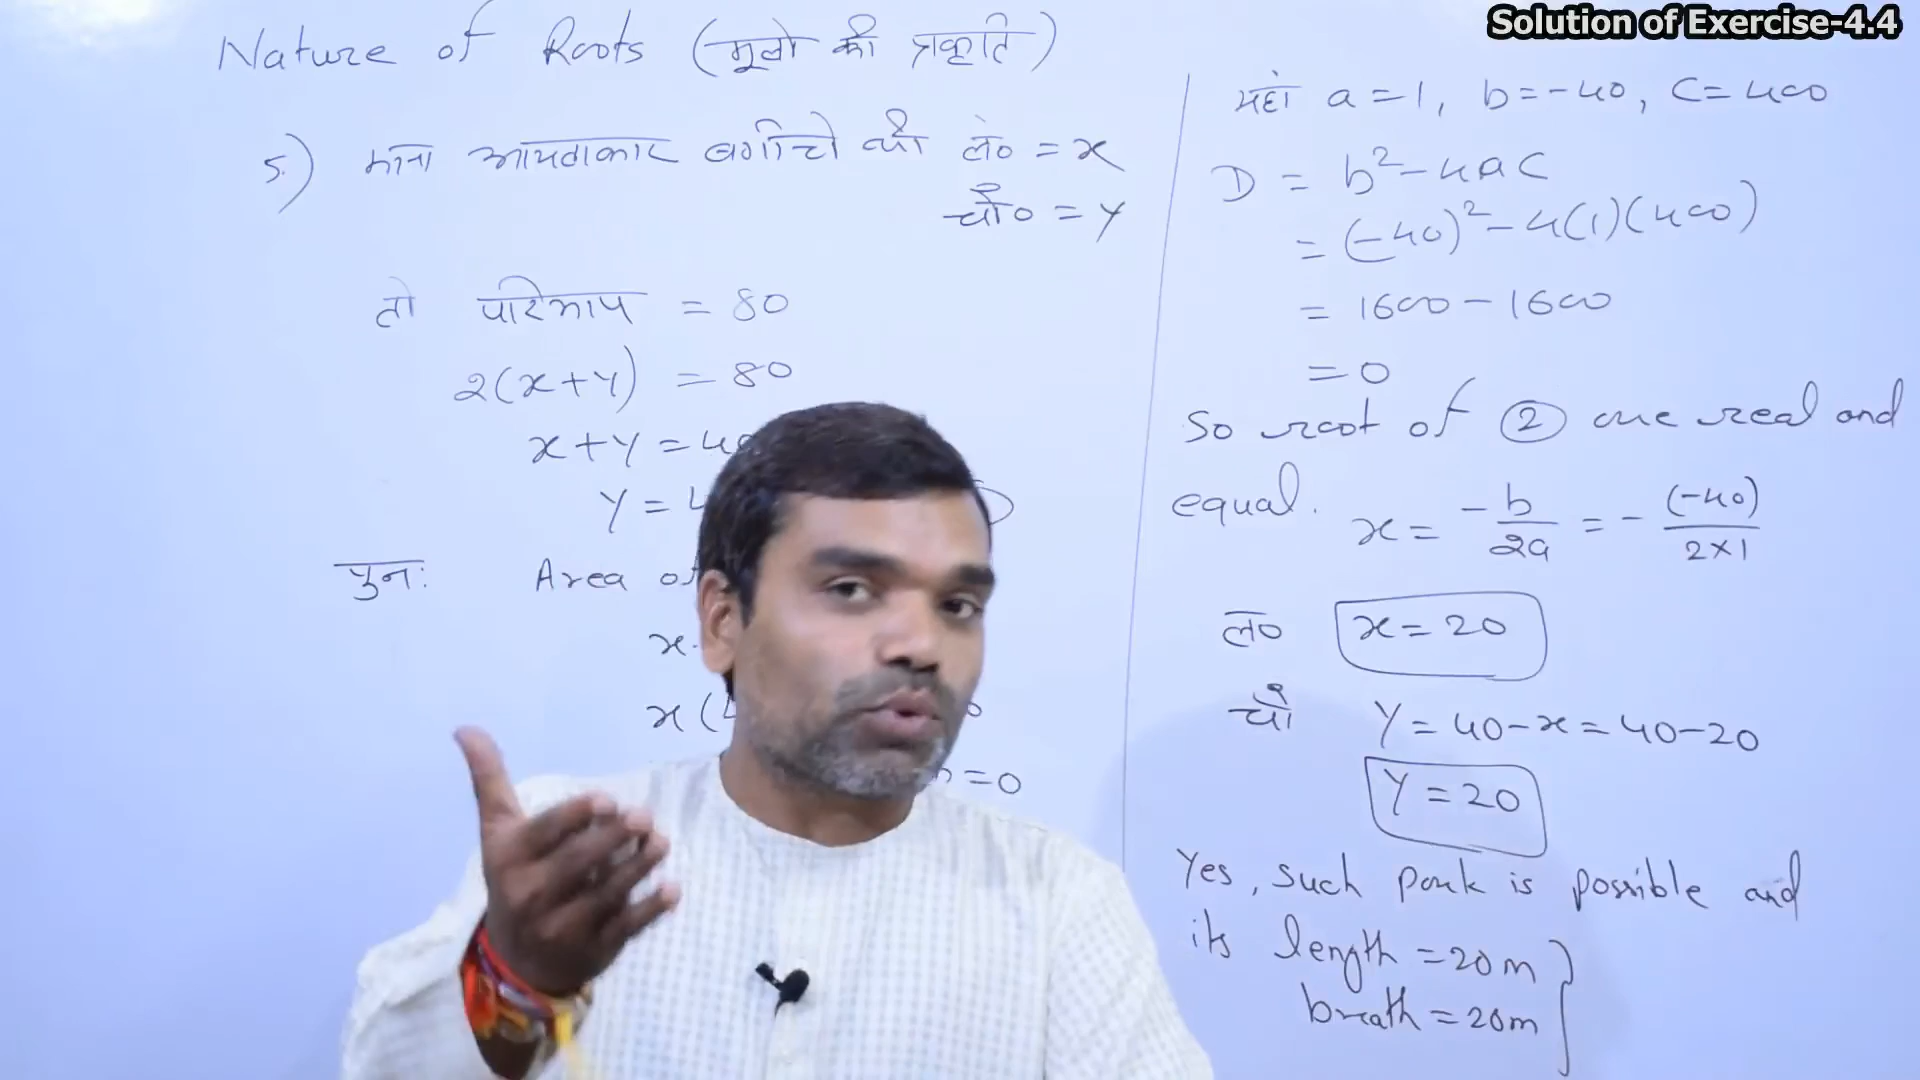 Solution of Exercise-4.4
Nature of Roots (मूलो की प्रकृति)
5.) माना आयताकार बगीचे की लं० = x
चौ० = y
तो परिमाप = 80
2(x+y) = 80
x+y = 40
y = 4
पुनः Area of
x.
x(4
=0
यहां a=1, b=-40, C=400
D = b²-4ac
= (-40)²-4(1)(400)
= 1600-1600
=0
So root of ② are real and
equal. x = -b/2a = - (-40)/2×1
लं० x=20
चौ० y=40-x=40-20
y=20
Yes, such park is possible and
its length =20m
breath =20m